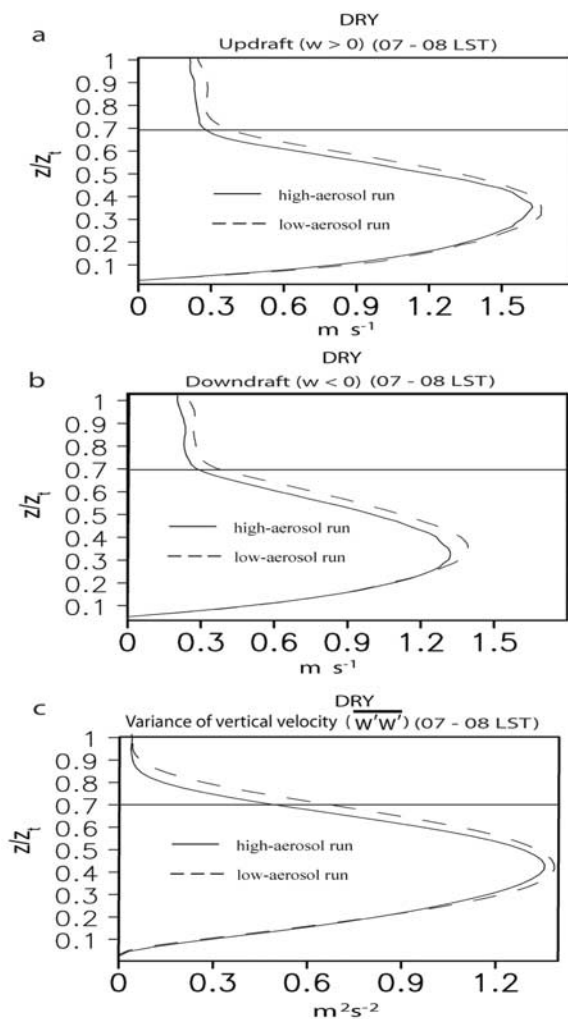 DRY
a
Updraft (w > 0) (07 - 08 LST)
1
0.9
0.8
0.7
0.6
0.5
0.4
0.3
0.2
0.1
z/zt
high-aerosol run
low-aerosol run
0 0.3 0.6 0.9 1.2 1.5
m s-1
DRY
b
Downdraft (w < 0) (07 - 08 LST)
1
0.9
0.8
0.7
0.6
0.5
0.4
0.3
0.2
0.1
z/zt
high-aerosol run
low-aerosol run
0 0.3 0.6 0.9 1.2 1.5
m s-1
DRY
c
Variance of vertical velocity (w'w') (07 - 08 LST)
1
0.9
0.8
0.7
0.6
0.5
0.4
0.3
0.2
0.1
z/zt
high-aerosol run
low-aerosol run
0 0.3 0.6 0.9 1.2
m2s-2